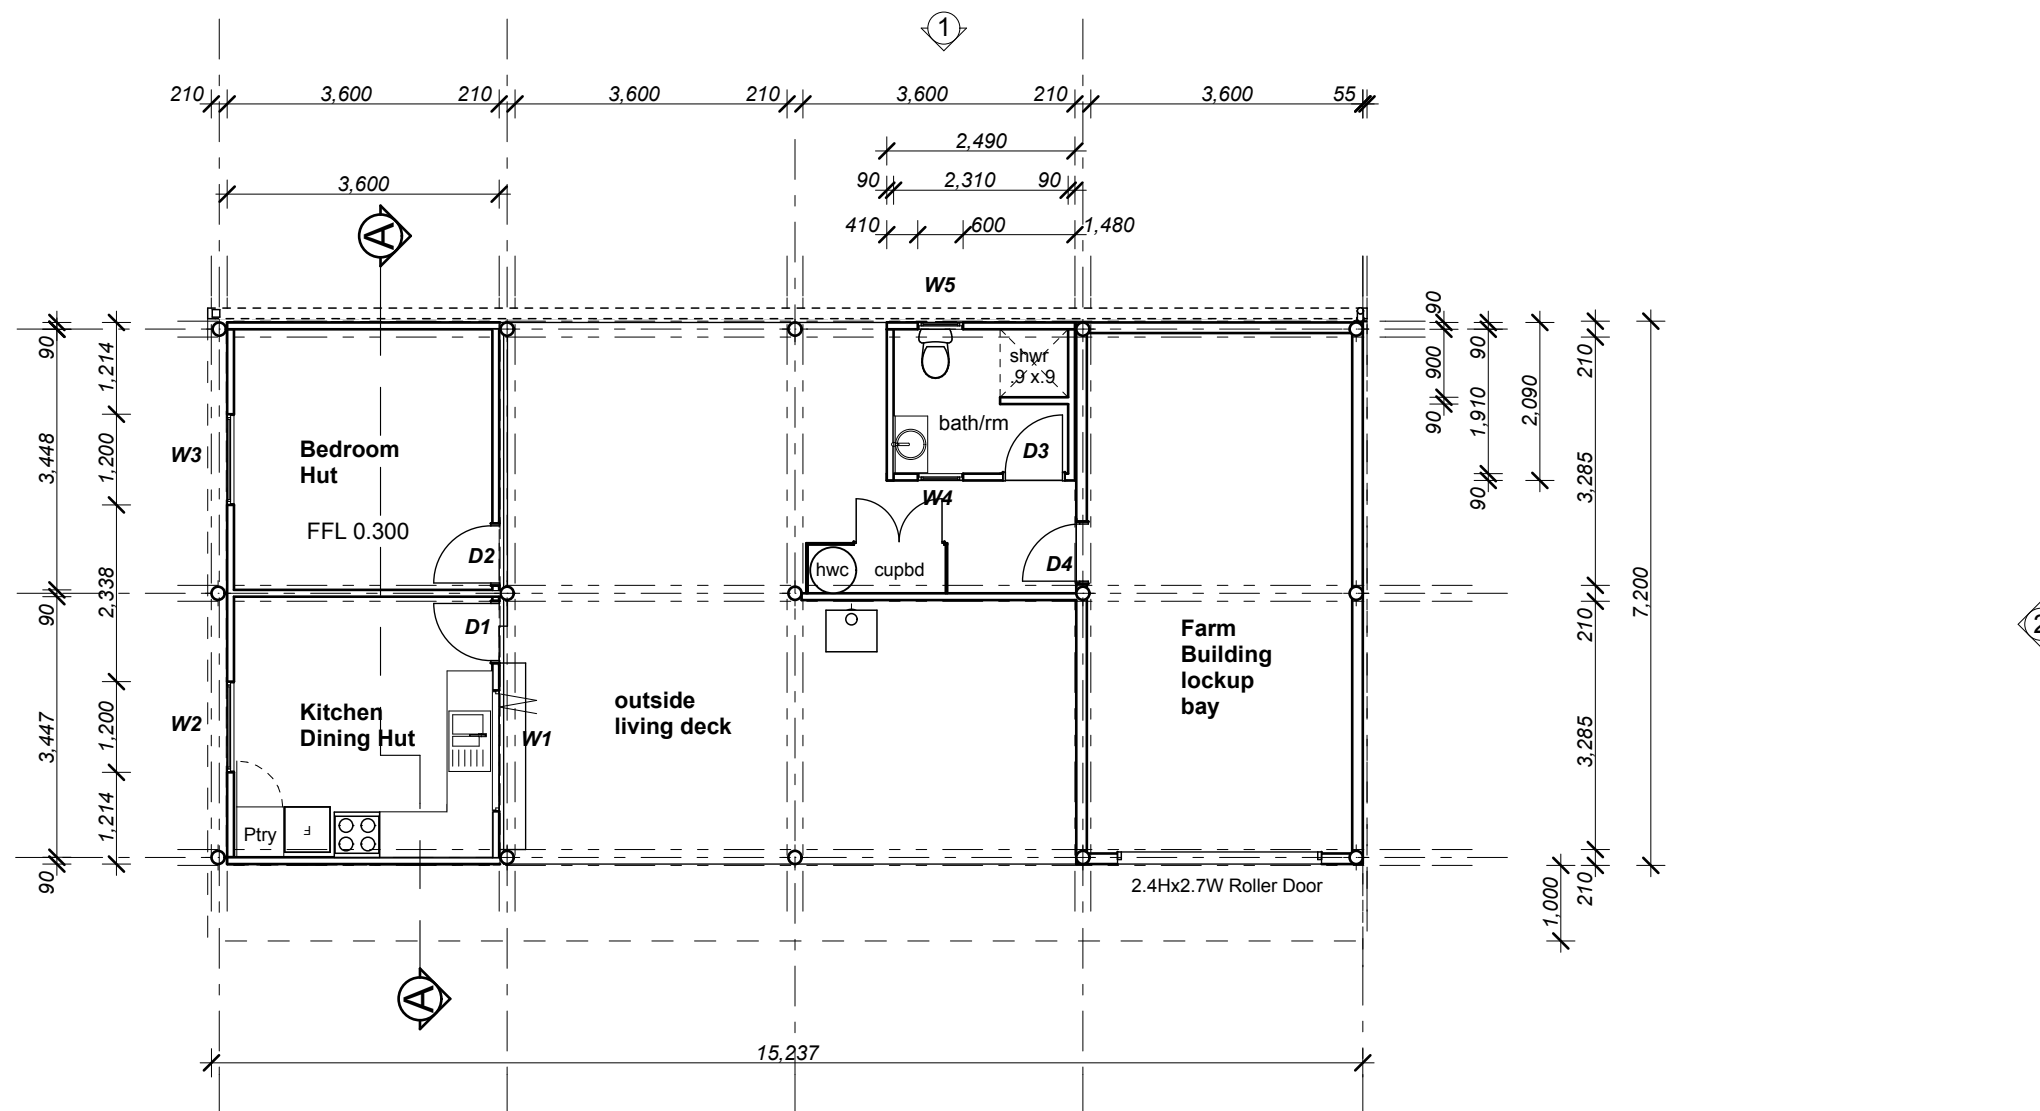 1
210 3,600 210 3,600 210 3,600 210 3,600 55
2,490
3,600 90 2,310 90
410 600 1,480
A
W5
90 1,214 90 900 90 2,090 210
shwr
.9 x.9
bath/rm
3,448 W3 1,200 Bedroom
Hut
D3 90 1,910 3,285
W4 90
FFL 0.300
D2 hwc cupbd D4
2,338 7,200
90 D1 210 2
Farm
Building
lockup
bay
outside
living deck
3,447 W2 1,200 Kitchen
Dining Hut W1 3,285
1,214 Ptry F
90 2.4Hx2.7W Roller Door 1,000 210
A
15,237